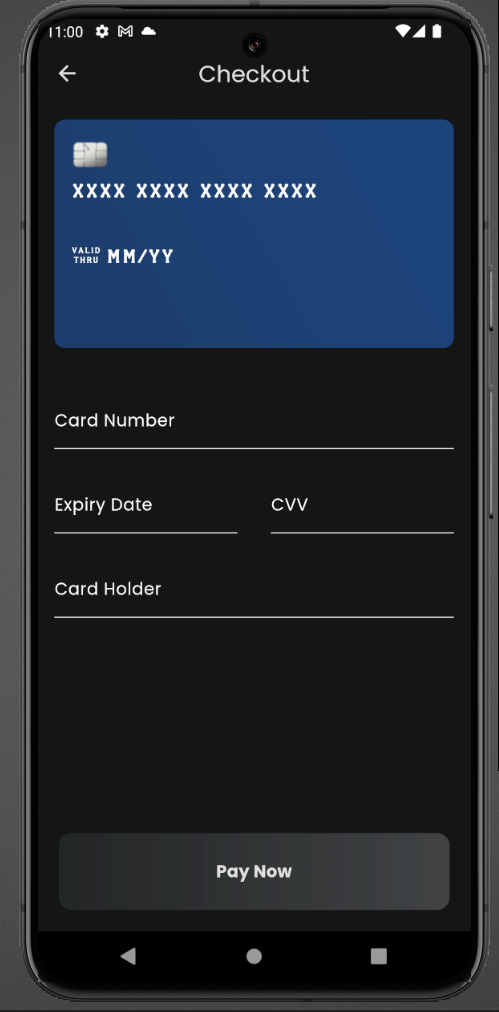 11:00
Checkout
XXXX XXXX XXXX XXXX
VALID
THRU MM/YY
Card Number
Expiry Date CVV
Card Holder
Pay Now